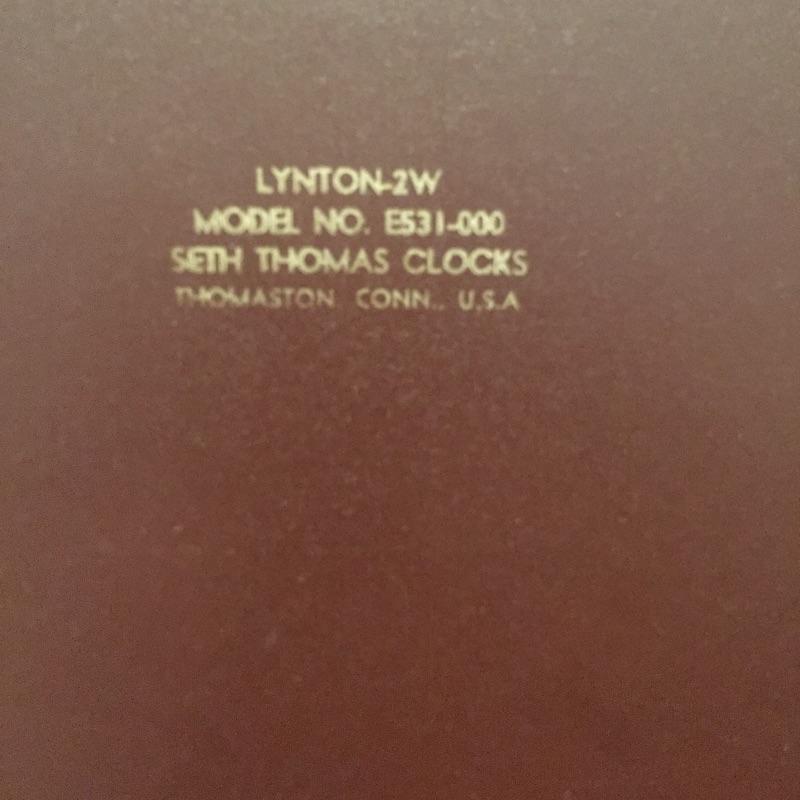 LYNTON-2W
MODEL NO. E531-000
SETH THOMAS CLOCKS
THOMASTON, CONN., U.S.A